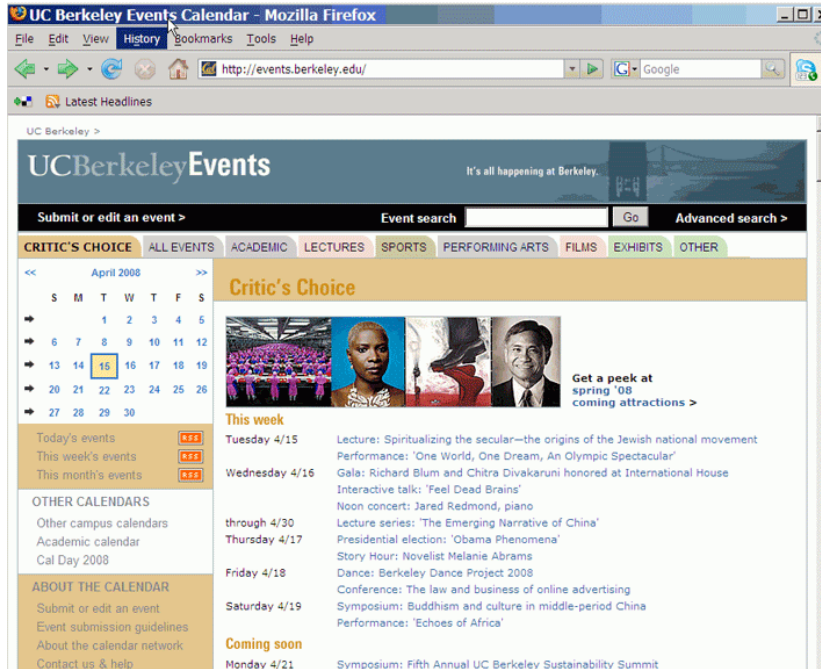 UC Berkeley Events Calendar - Mozilla Firefox
File Edit View History Bookmarks Tools Help
http://events.berkeley.edu/
G Google
Latest Headlines
UC Berkeley >
UCBerkeleyEvents
It's all happening at Berkeley.
Submit or edit an event > Event search Go Advanced search >
CRITIC'S CHOICE ALL EVENTS ACADEMIC LECTURES SPORTS PERFORMING ARTS FILMS EXHIBITS OTHER
<< April 2008 >>
S M T W T F S
1 2 3 4 5
6 7 8 9 10 11 12
13 14 15 16 17 18 19
20 21 22 23 24 25 26
27 28 29 30
Today's events RSS
This week's events RSS
This month's events RSS
OTHER CALENDARS
Other campus calendars
Academic calendar
Cal Day 2008
ABOUT THE CALENDAR
Submit or edit an event
Event submission guidelines
About the calendar network
Contact us & help
Critic's Choice
Get a peek at
spring '08
coming attractions >
This week
Tuesday 4/15 Lecture: Spiritualizing the secular—the origins of the Jewish national movement
Performance: 'One World, One Dream, An Olympic Spectacular'
Wednesday 4/16 Gala: Richard Blum and Chitra Divakaruni honored at International House
Interactive talk: 'Feel Dead Brains'
Noon concert: Jared Redmond, piano
through 4/30 Lecture series: 'The Emerging Narrative of China'
Thursday 4/17 Presidential election: 'Obama Phenomena'
Story Hour: Novelist Melanie Abrams
Friday 4/18 Dance: Berkeley Dance Project 2008
Conference: The law and business of online advertising
Saturday 4/19 Symposium: Buddhism and culture in middle-period China
Performance: 'Echoes of Africa'
Coming soon
Monday 4/21 Symposium: Fifth Annual UC Berkeley Sustainability Summit